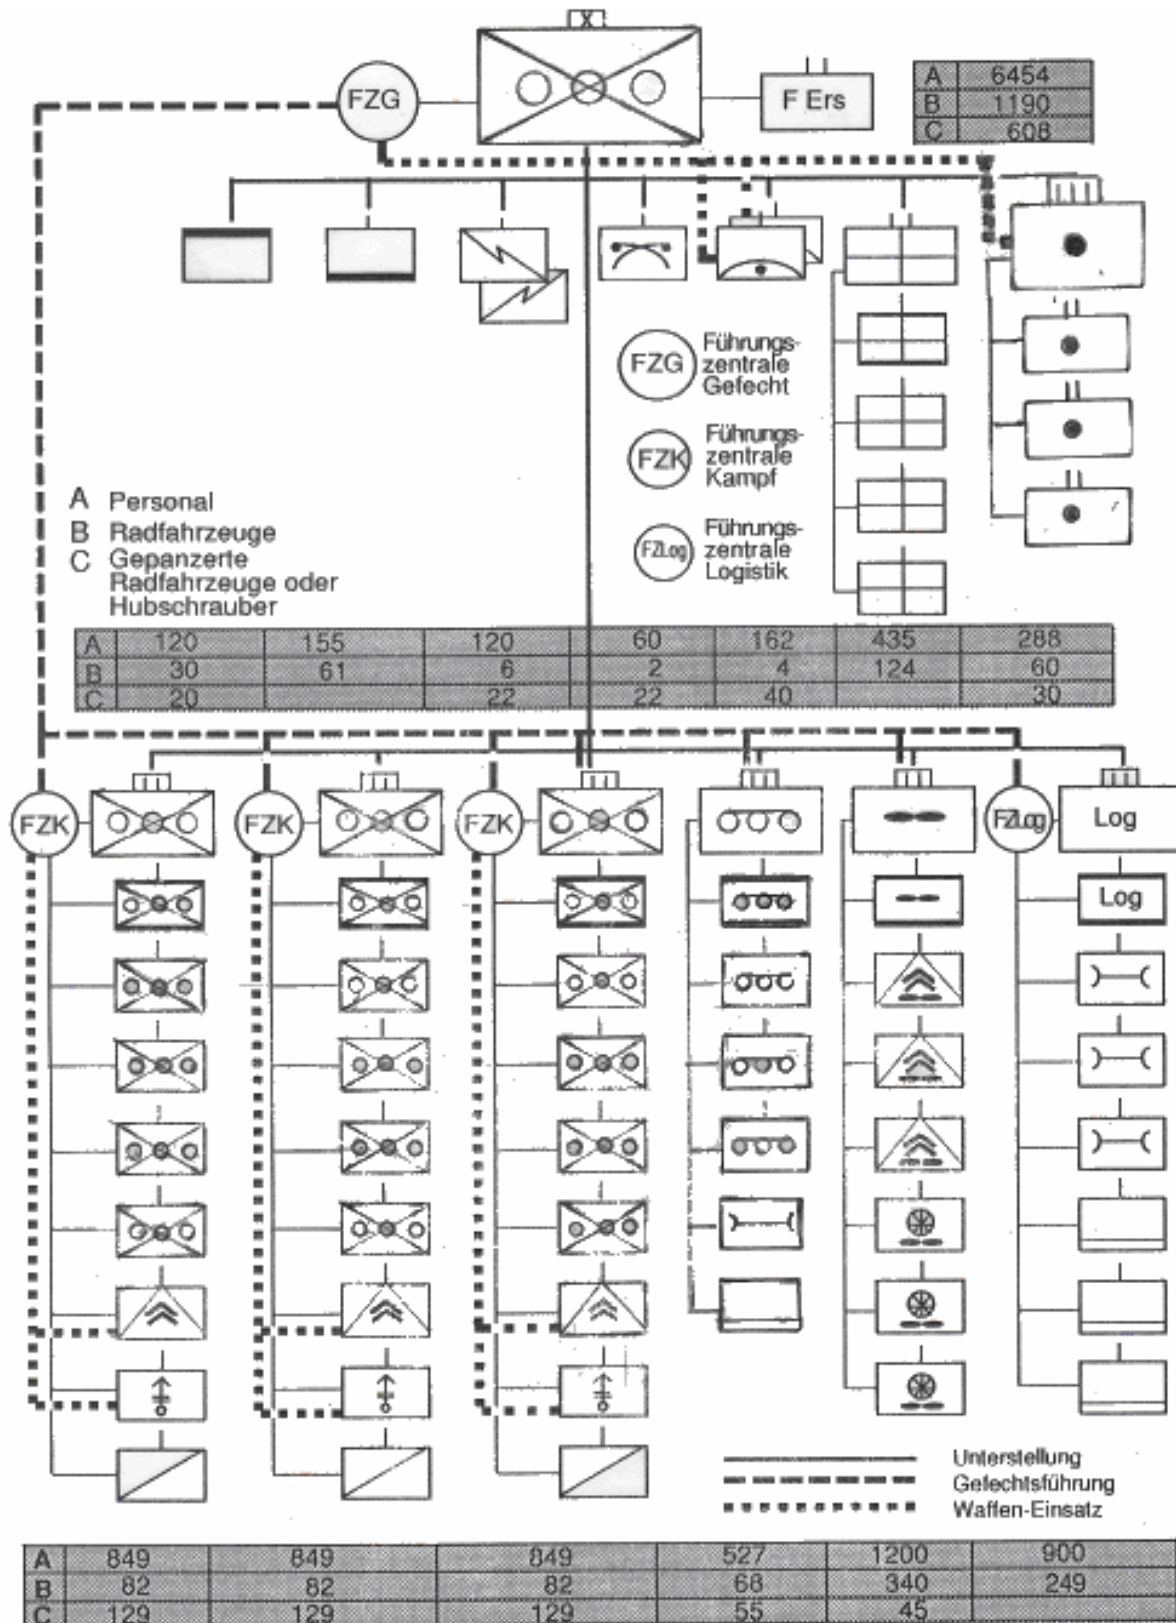 FZG
F Ers
A 6454
B 1190
C 608
FZG
Führungs-
zentrale
Gefecht
FZK
Führungs-
zentrale
Kampf
FZLog
Führungs-
zentrale
Logistik
A Personal
B Radfahrzeuge
C Gepanzerte
Radfahrzeuge oder
Hubschrauber
A 120 155 120 60 162 435 288
B 30 61 6 2 4 124 60
C 20 22 22 40 30
FZK FZK FZK FZLog Log
Log
Unterstellung
Gefechtsführung
Waffen-Einsatz
A 849 849 849 527 1200 900
B 82 82 82 68 340 249
C 129 129 129 55 45